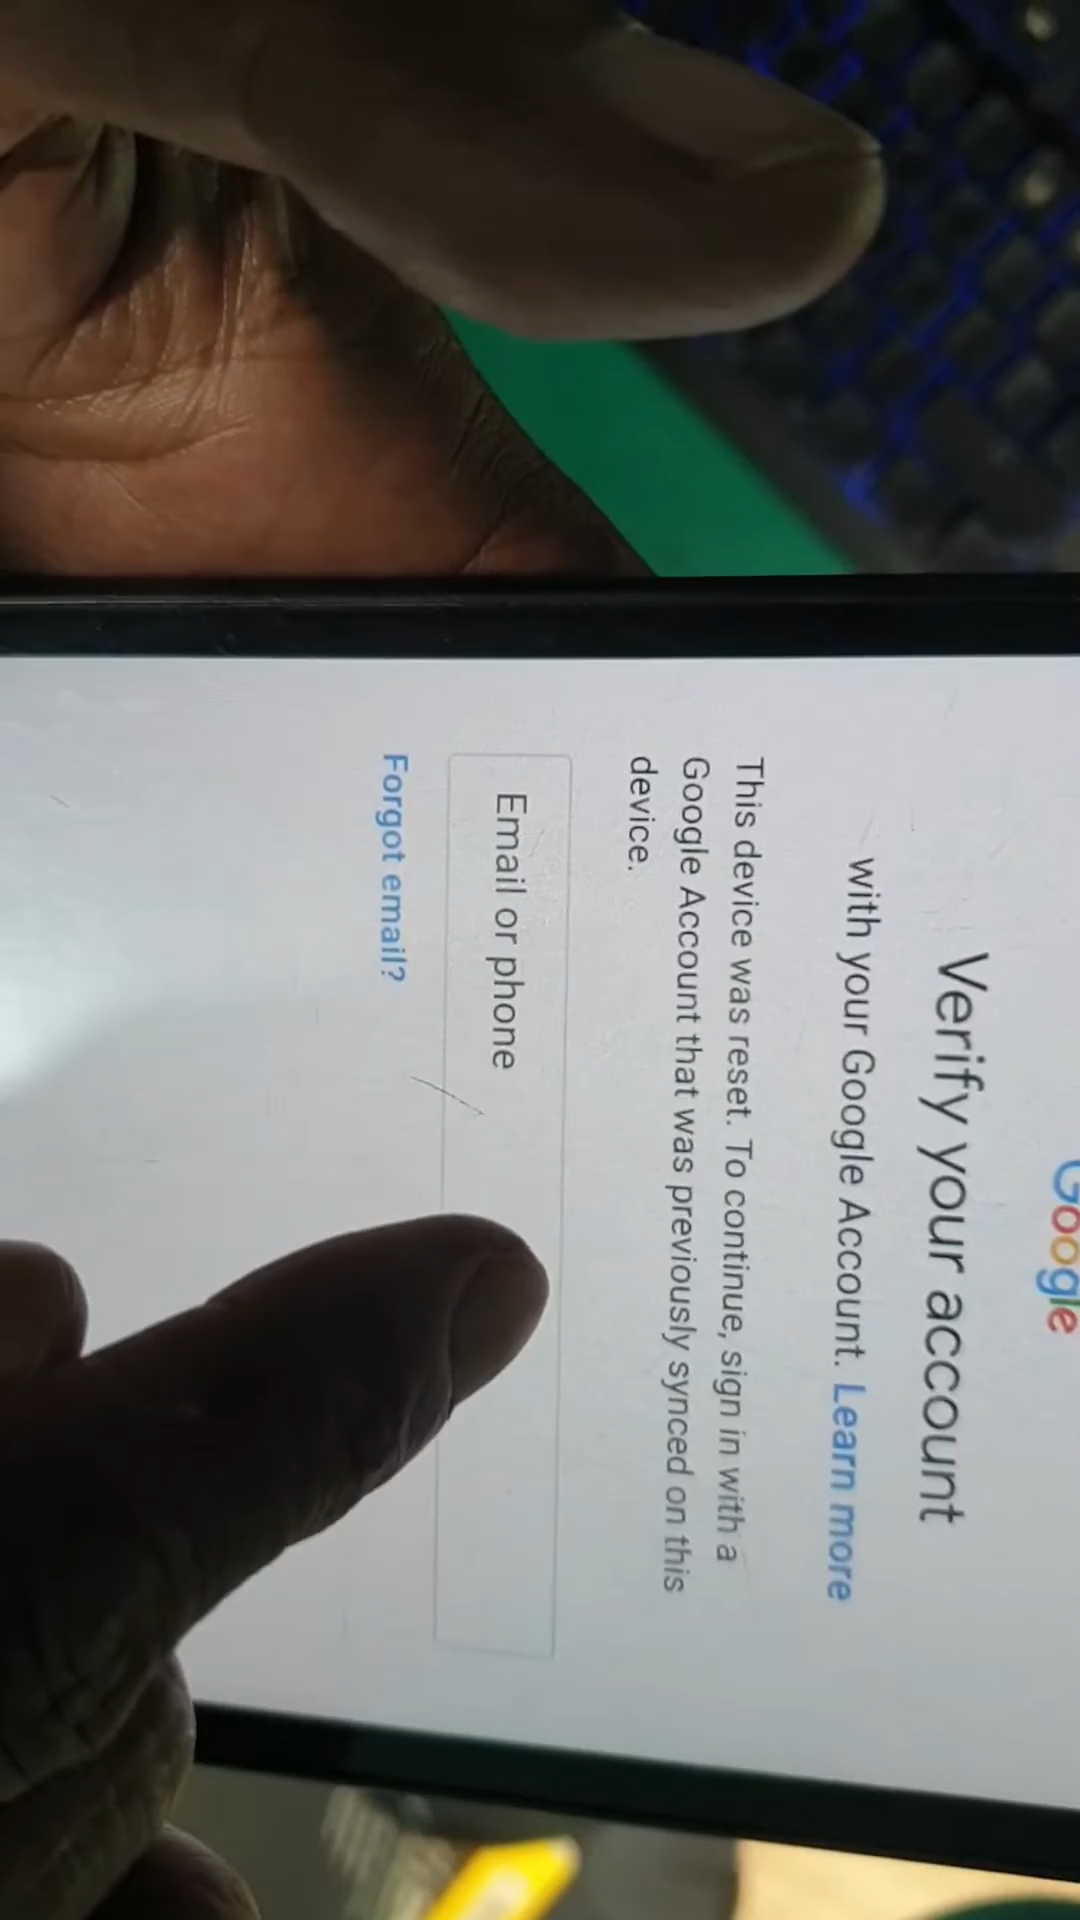 Google
Verify your account
with your Google Account. Learn more
This device was reset. To continue, sign in with a
Google Account that was previously synced on this
device.
Email or phone
Forgot email?